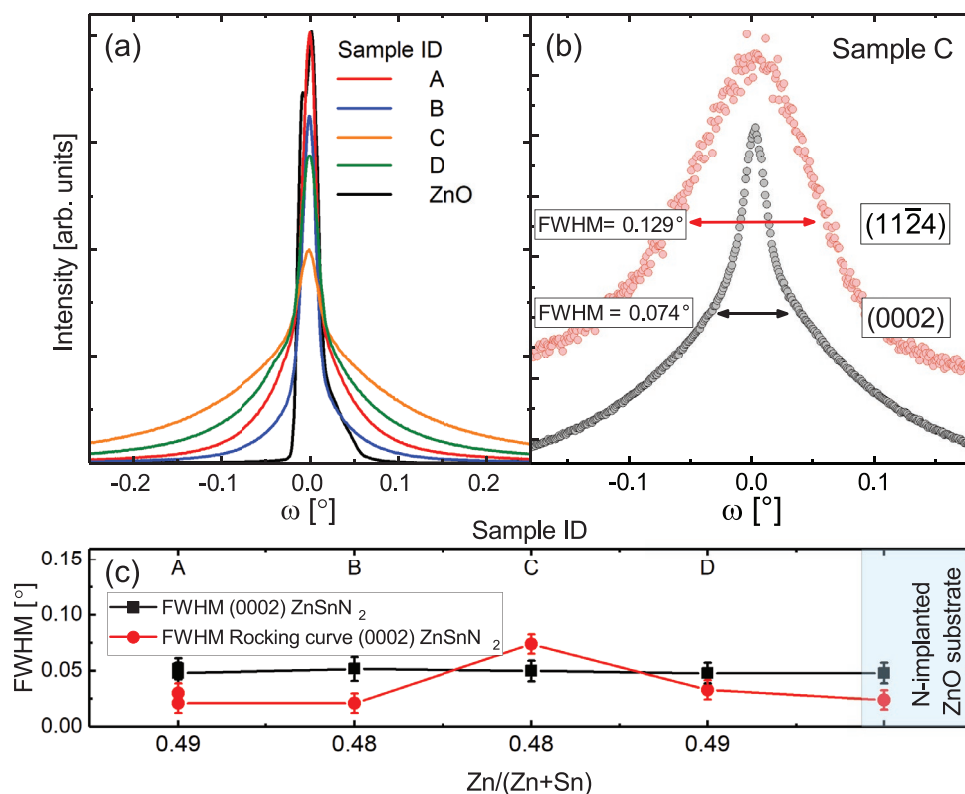 (a)
Sample ID
A
B
C
D
ZnO
Intensity [arb. units]
-0.2 -0.1 0.0 0.1 0.2
ω [°]
(b)
Sample C
FWHM= 0.129°
(112̅4)
FWHM = 0.074°
(0002)
-0.1 0.0 0.1
ω [°]
Sample ID
(c)
A B C D
FWHM (0002) ZnSnN₂
FWHM Rocking curve (0002) ZnSnN₂
FWHM [°]
0.15
0.10
0.05
0.00
N-implanted
ZnO substrate
0.49 0.48 0.48 0.49
Zn/(Zn+Sn)